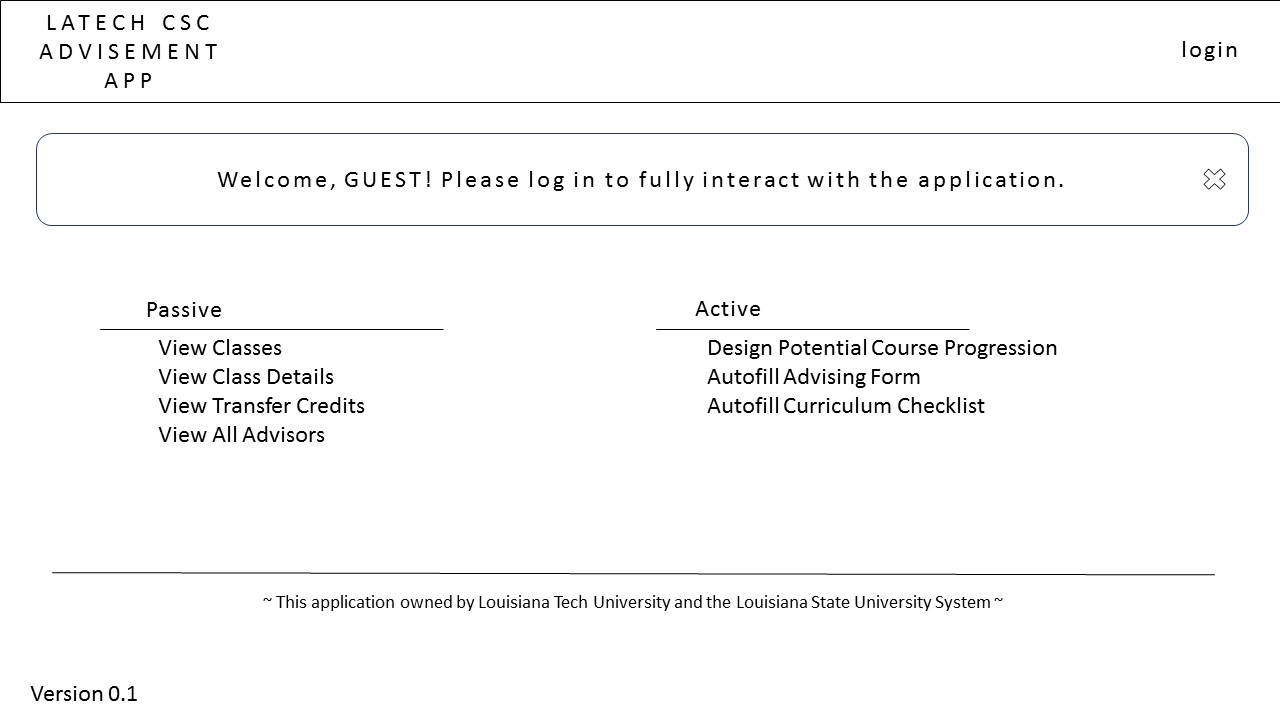 LATECH CSC
ADVISEMENT
APP
login
Welcome, GUEST! Please log in to fully interact with the application.
Passive
View Classes
View Class Details
View Transfer Credits
View All Advisors
Active
Design Potential Course Progression
Autofill Advising Form
Autofill Curriculum Checklist
~ This application owned by Louisiana Tech University and the Louisiana State University System ~
Version 0.1